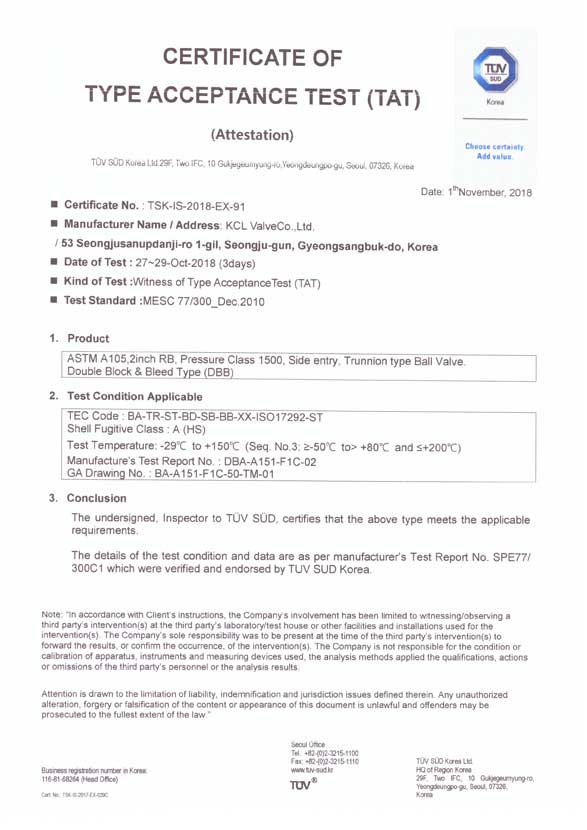 CERTIFICATE OF
TYPE ACCEPTANCE TEST (TAT)
(Attestation)
TÜV SÜD Korea Ltd.29F, Two IFC, 10 Gukjegeumyung-ro,Yeongdeungpo-gu, Seoul, 07326, Korea
TÜV
SÜD
Korea
Choose certainty.
Add value.
Date: 1thNovember, 2018
■ Certificate No. : TSK-IS-2018-EX-91
■ Manufacturer Name / Address: KCL ValveCo.,Ltd.
/ 53 Seongjusanupdanji-ro 1-gil, Seongju-gun, Gyeongsangbuk-do, Korea
■ Date of Test : 27~29-Oct-2018 (3days)
■ Kind of Test :Witness of Type AcceptanceTest (TAT)
■ Test Standard :MESC 77/300_Dec.2010
1. Product
ASTM A105,2inch RB, Pressure Class 1500, Side entry, Trunnion type Ball Valve.
Double Block & Bleed Type (DBB)
2. Test Condition Applicable
TEC Code : BA-TR-ST-BD-SB-BB-XX-ISO17292-ST
Shell Fugitive Class : A (HS)
Test Temperature: -29℃ to +150℃ (Seq. No.3; ≥-50℃ to> +80℃ and ≤+200℃)
Manufacture's Test Report No. : DBA-A151-F1C-02
GA Drawing No. : BA-A151-F1C-50-TM-01
3. Conclusion
The undersigned, Inspector to TÜV SÜD, certifies that the above type meets the applicable
requirements.
The details of the test condition and data are as per manufacturer's Test Report No. SPE77/
300C1 which were verified and endorsed by TUV SUD Korea.
Note: "In accordance with Client's instructions, the Company's involvement has been limited to witnessing/observing a
third party's intervention(s) at the third party's laboratory/test house or other facilities and installations used for the
intervention(s). The Company's sole responsibility was to be present at the time of the third party's intervention(s) to
forward the results, or confirm the occurrence, of the intervention(s). The Company is not responsible for the condition or
calibration of apparatus, instruments and measuring devices used, the analysis methods applied the qualifications, actions
or omissions of the third party's personnel or the analysis results.
Attention is drawn to the limitation of liability, indemnification and jurisdiction issues defined therein. Any unauthorized
alteration, forgery or falsification of the content or appearance of this document is unlawful and offenders may be
prosecuted to the fullest extent of the law."
Business registration number in Korea:
116-81-68264 (Head Office)
Cert. No.: TSK-IS-2017-EX-029C
Seoul Office
Tel. +82-(0)2-3215-1100
Fax: +82-(0)2-3215-1110
www.tuv-sud.kr
TÜV®
TÜV SÜD Korea Ltd.
HQ of Region Korea
29F, Two IFC, 10 Gukjegeumyung-ro,
Yeongdeungpo-gu, Seoul, 07326,
Korea